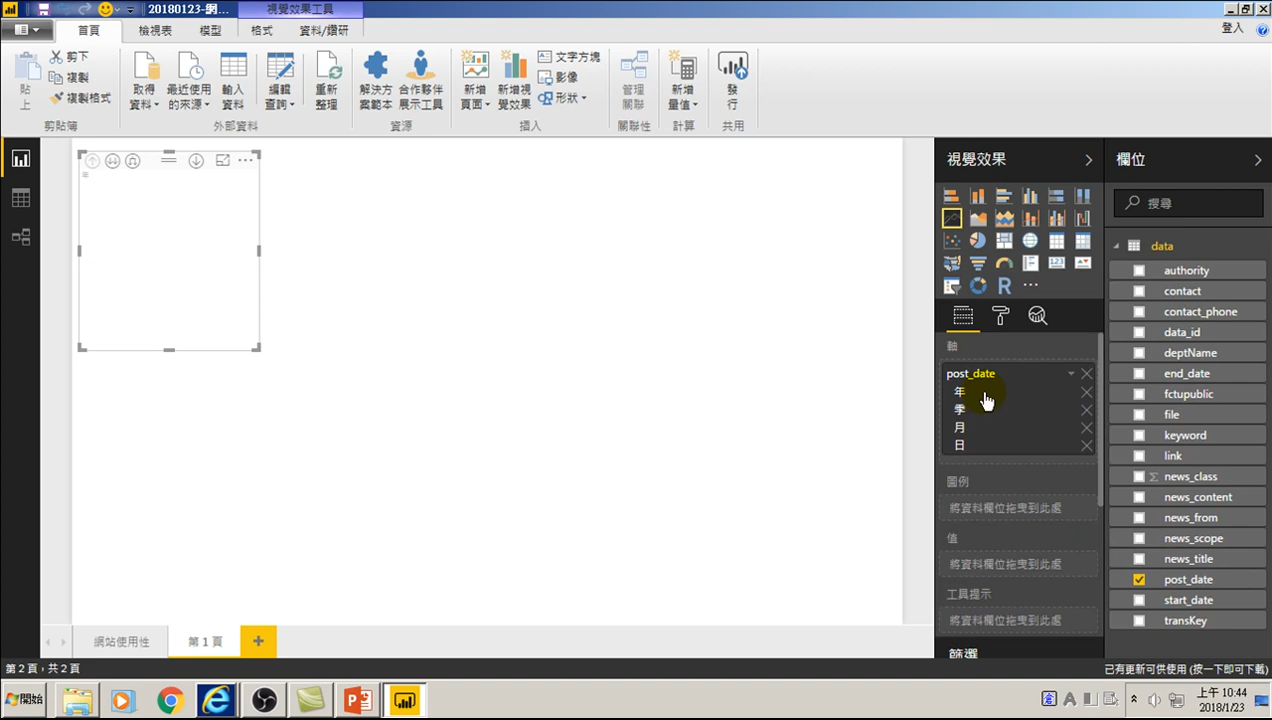 20180123-網...
視覺效果工具
首頁
檢視表
模型
格式
資料/鑽研
登入
貼上
剪下
複製
複製格式
剪貼簿
取得資料
最近使用的來源
輸入資料
編輯查詢
外部資料
重新整理
解決方案範本
合作夥伴展示工具
資源
新增頁面
新增視覺效果
文字方塊
影像
形狀
插入
管理關聯
關聯性
新增量值
計算
發行
共用
年
視覺效果
軸
post_date
年
季
月
日
圖例
將資料欄位拖曳到此處
值
將資料欄位拖曳到此處
工具提示
將資料欄位拖曳到此處
篩選
欄位
搜尋
data
authority
contact
contact_phone
data_id
deptName
end_date
fctupublic
file
keyword
link
news_class
news_content
news_from
news_scope
news_title
post_date
start_date
transKey
網站使用性
第 1 頁
第 2 頁，共 2 頁
已有更新可供使用 (按一下即可下載)
開始
上午 10:44
2018/1/23